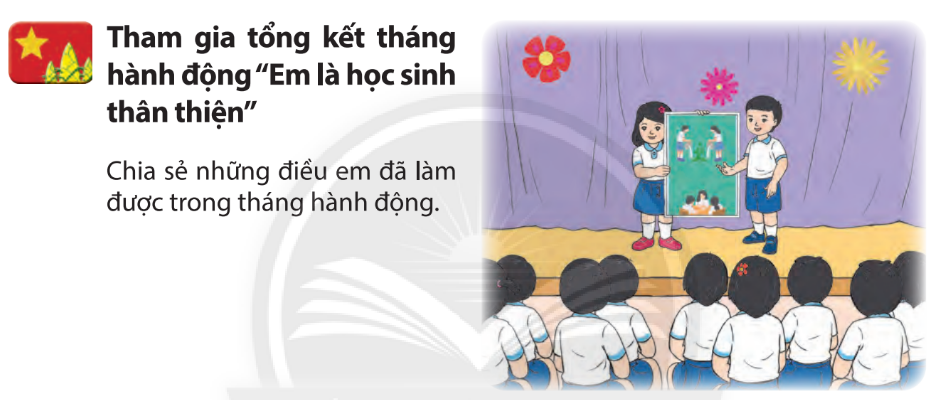 Tham gia tổng kết tháng
hành động “Em là học sinh
thân thiện”
Chia sẻ những điều em đã làm
được trong tháng hành động.